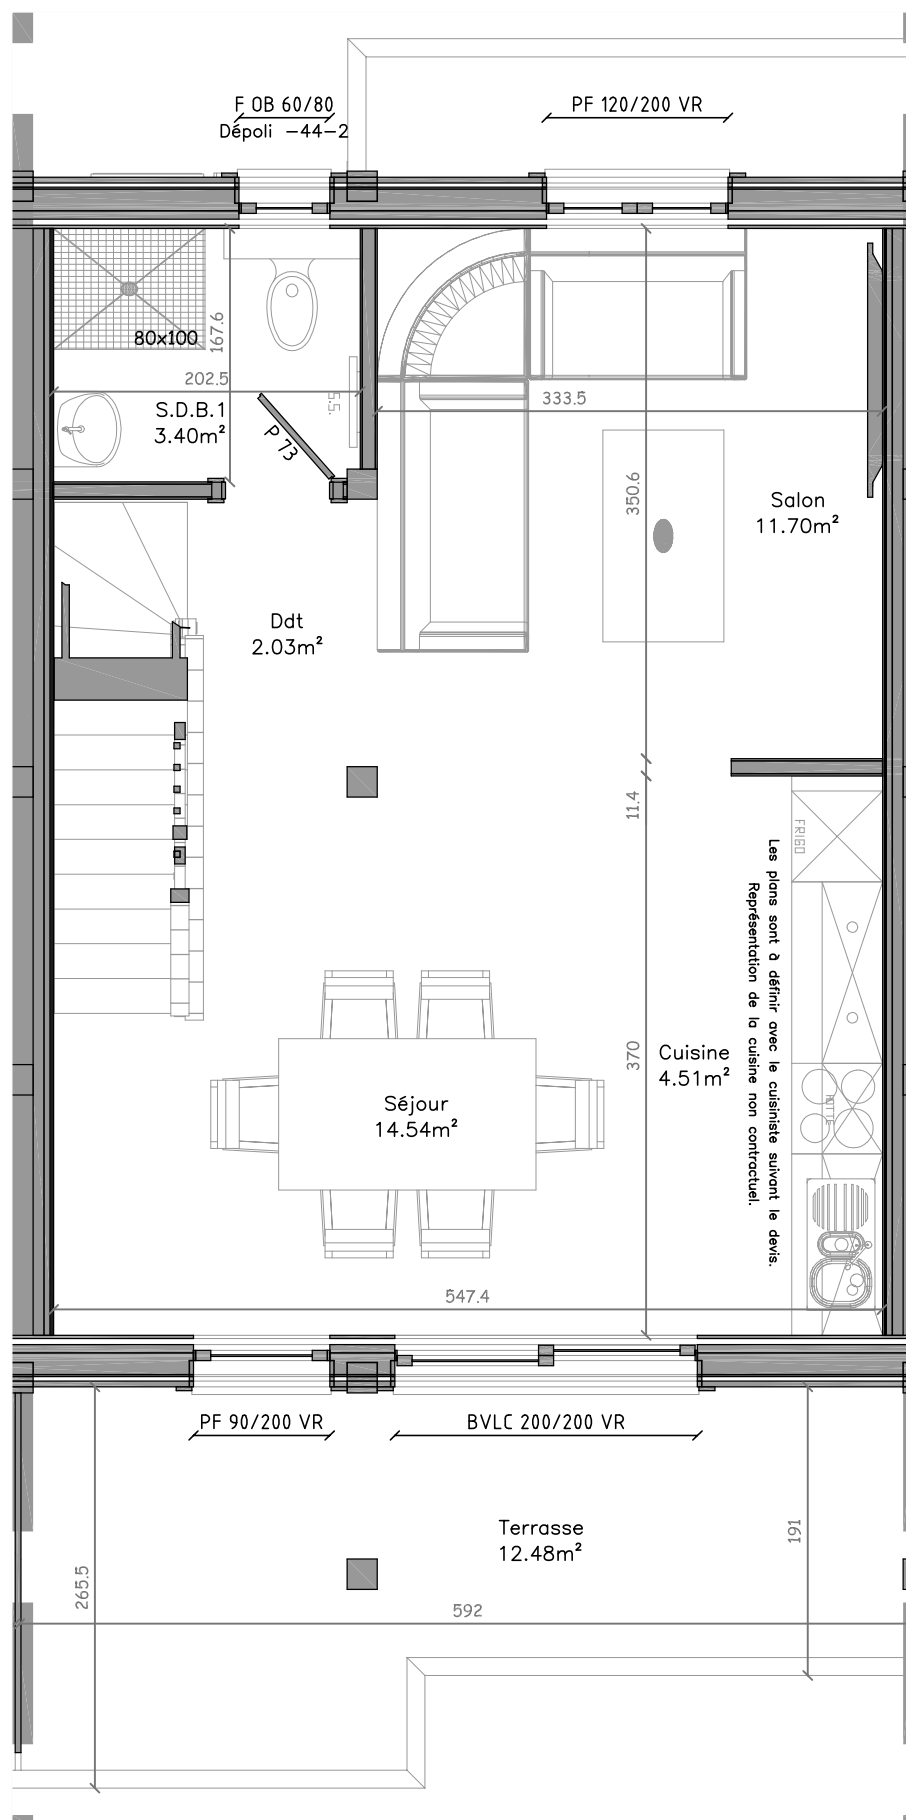 F OB 60/80
Dépoli -44-2
PF 120/200 VR
80x100
167.6
202.5
S.D.B.1
3.40m²
P 73
S.S.
333.5
350.6
Salon
11.70m²
Ddt
2.03m²
11.4
FRIGO
Les plans sont à définir avec le cuisiniste suivant le devis.
Représentation de la cuisine non contractuel.
370
Cuisine
4.51m²
Séjour
14.54m²
547.4
PF 90/200 VR
BVLC 200/200 VR
Terrasse
12.48m²
191
265.5
592